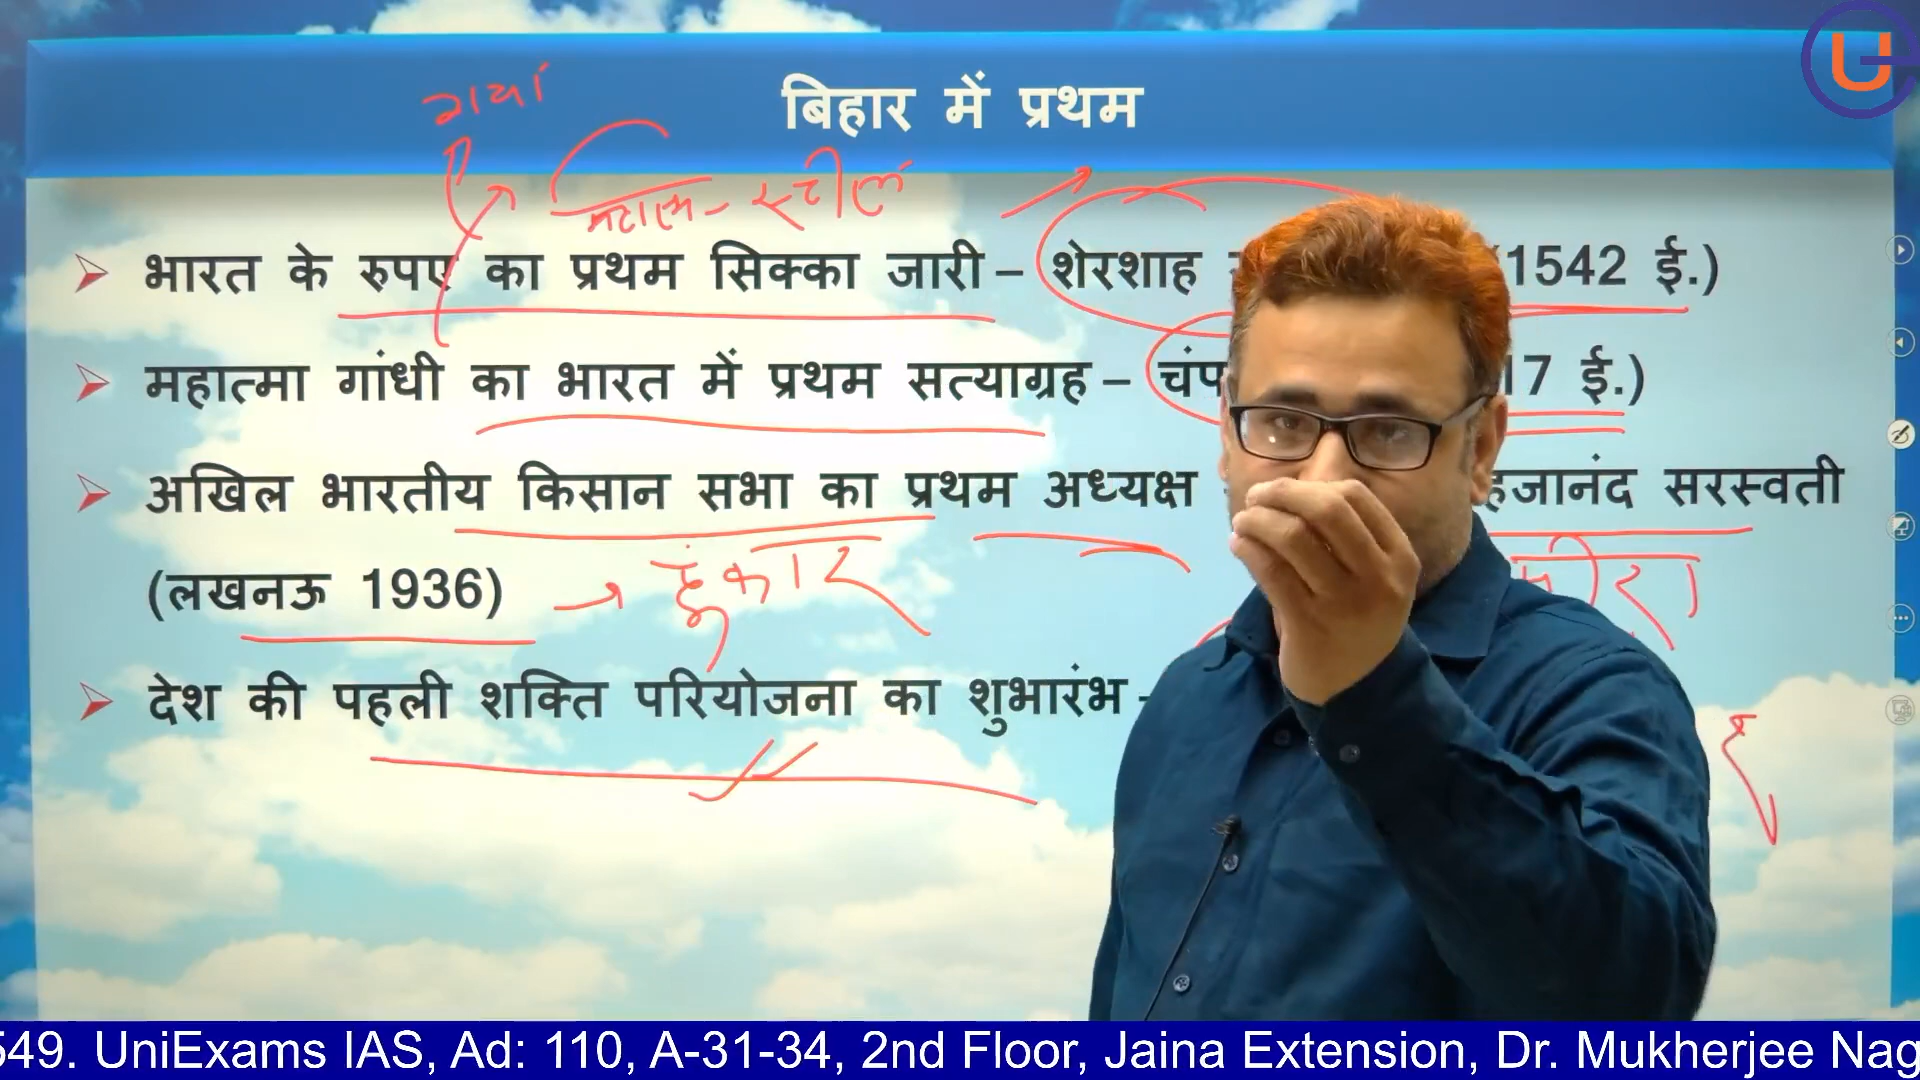 बिहार में प्रथम
गया
भारत के रुपए का प्रथम सिक्का जारी – शेरशाह (1542 ई.)
महात्मा गांधी का भारत में प्रथम सत्याग्रह – चंप 17 ई.)
अखिल भारतीय किसान सभा का प्रथम अध्यक्ष हजानंद सरस्वती
(लखनऊ 1936) → हूंकार
देश की पहली शक्ति परियोजना का शुभारंभ -
549. UniExams IAS, Ad: 110, A-31-34, 2nd Floor, Jaina Extension, Dr. Mukherjee Nag